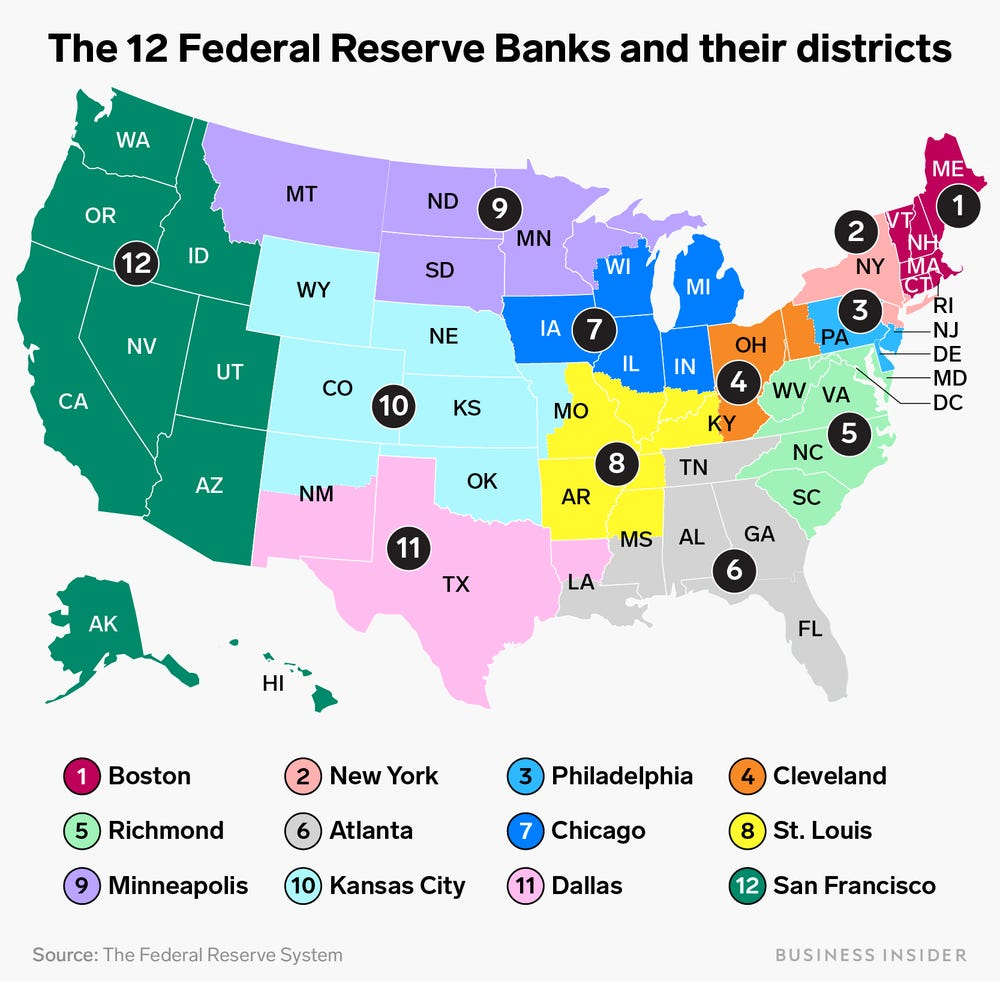 The 12 Federal Reserve Banks and their districts
WA
MT
ND
9
MN
OR
12
ID
SD
WY
WI
MI
2
VT
ME
1
NH
NY
MA
CT
RI
3
NJ
PA
DE
MD
DC
NV
UT
CO
10
NE
KS
IA
7
IL
IN
OH
4
WV
VA
5
CA
AZ
NM
OK
MO
KY
8
AR
TN
NC
SC
11
TX
LA
MS
AL
GA
6
FL
AK
HI
1 Boston
2 New York
3 Philadelphia
4 Cleveland
5 Richmond
6 Atlanta
7 Chicago
8 St. Louis
9 Minneapolis
10 Kansas City
11 Dallas
12 San Francisco
Source: The Federal Reserve System
BUSINESS INSIDER